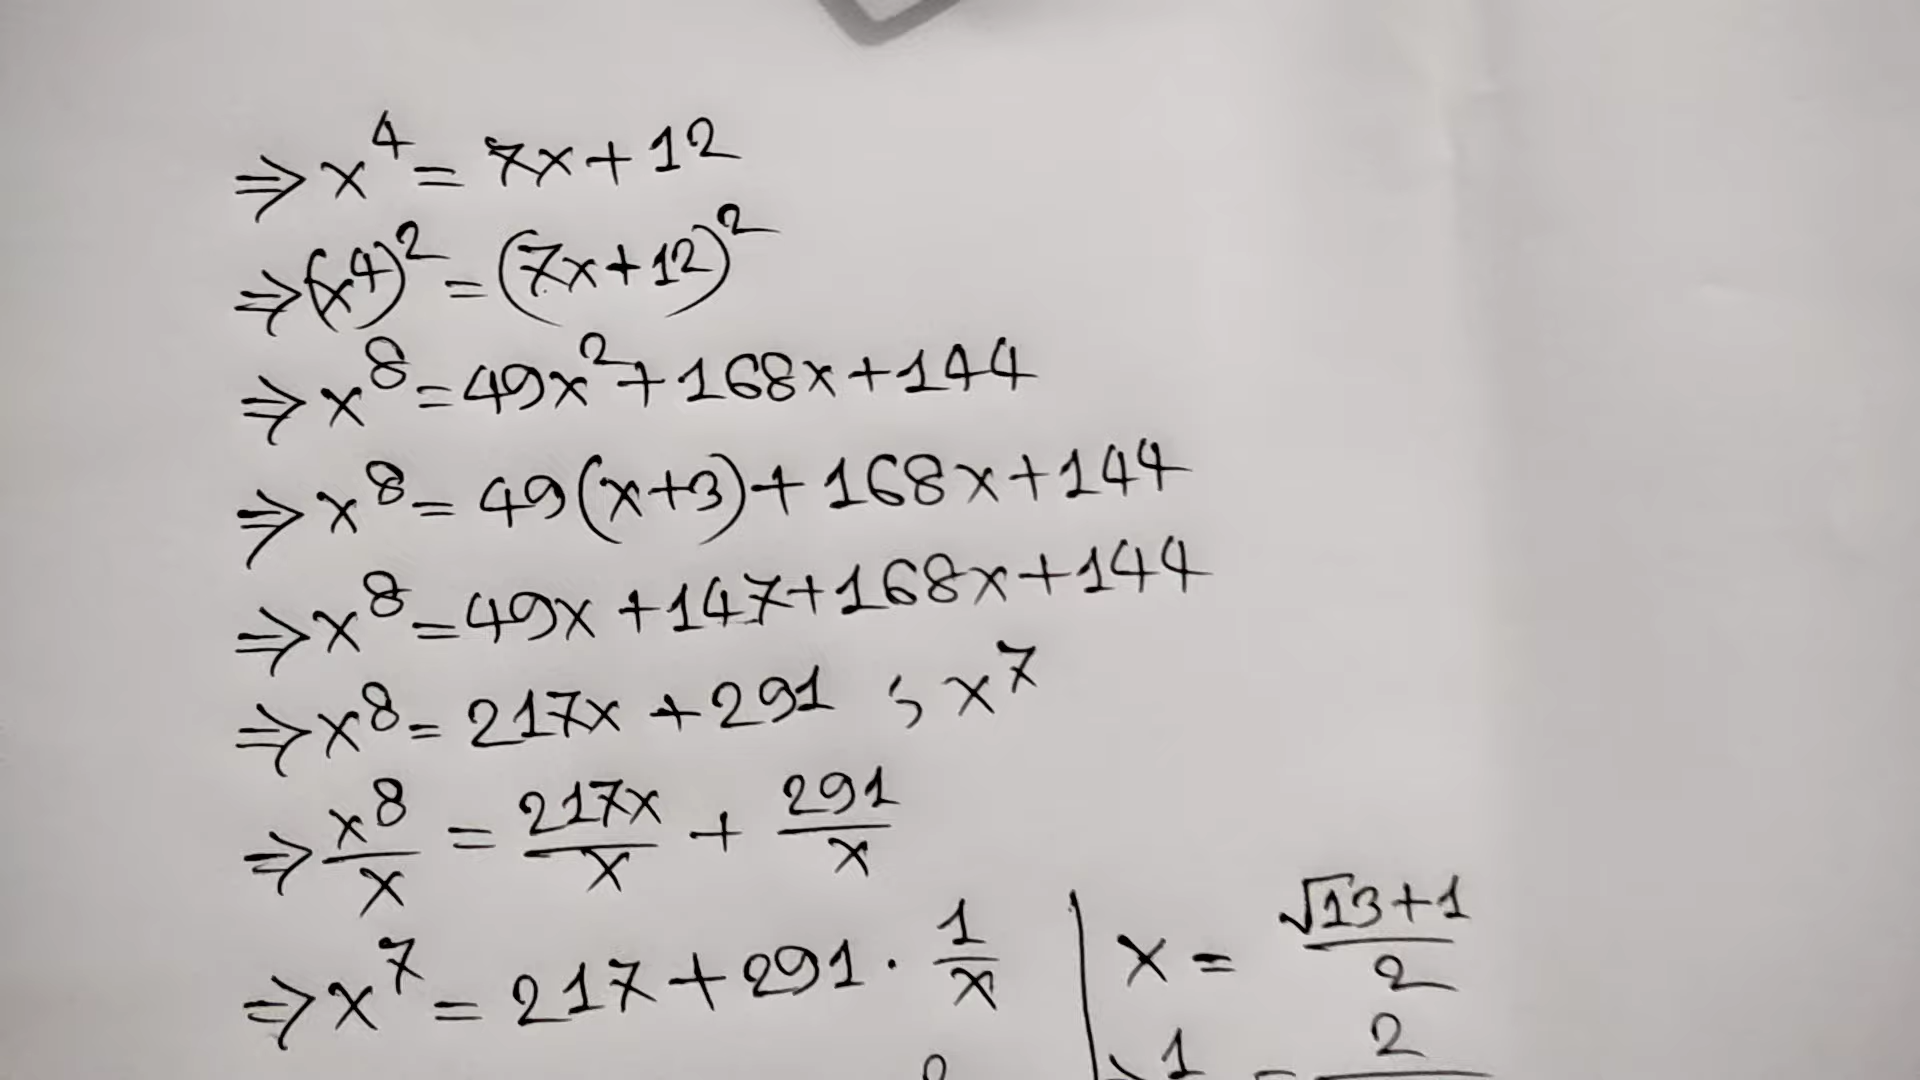 ⇒ x⁴ = 7x + 12
⇒ (x⁴)² = (7x + 12)²
⇒ x⁸ = 49x² + 168x + 144
⇒ x⁸ = 49(x+3) + 168x + 144
⇒ x⁸ = 49x + 147 + 168x + 144
⇒ x⁸ = 217x + 291 ; x⁷
⇒ x⁸/x = 217x/x + 291/x
⇒ x⁷ = 217 + 291 · 1/x
x = (√13 + 1)/2